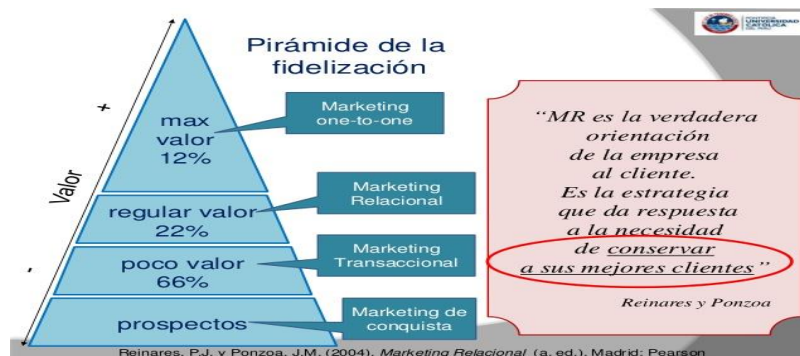 PONTIFICIA
UNIVERSIDAD
CATÓLICA
DEL PERÚ
Pirámide de la
fidelización
Valor
+
-
max
valor
12%
Marketing
one-to-one
regular valor
22%
Marketing
Relacional
poco valor
66%
Marketing
Transaccional
prospectos
Marketing de
conquista
“MR es la verdadera
orientación
de la empresa
al cliente.
Es la estrategia
que da respuesta
a la necesidad
de conservar
a sus mejores clientes”
Reinares y Ponzoa
Reinares, P.J. y Ponzoa, J.M. (2004). Marketing Relacional (a. ed.). Madrid: Pearson